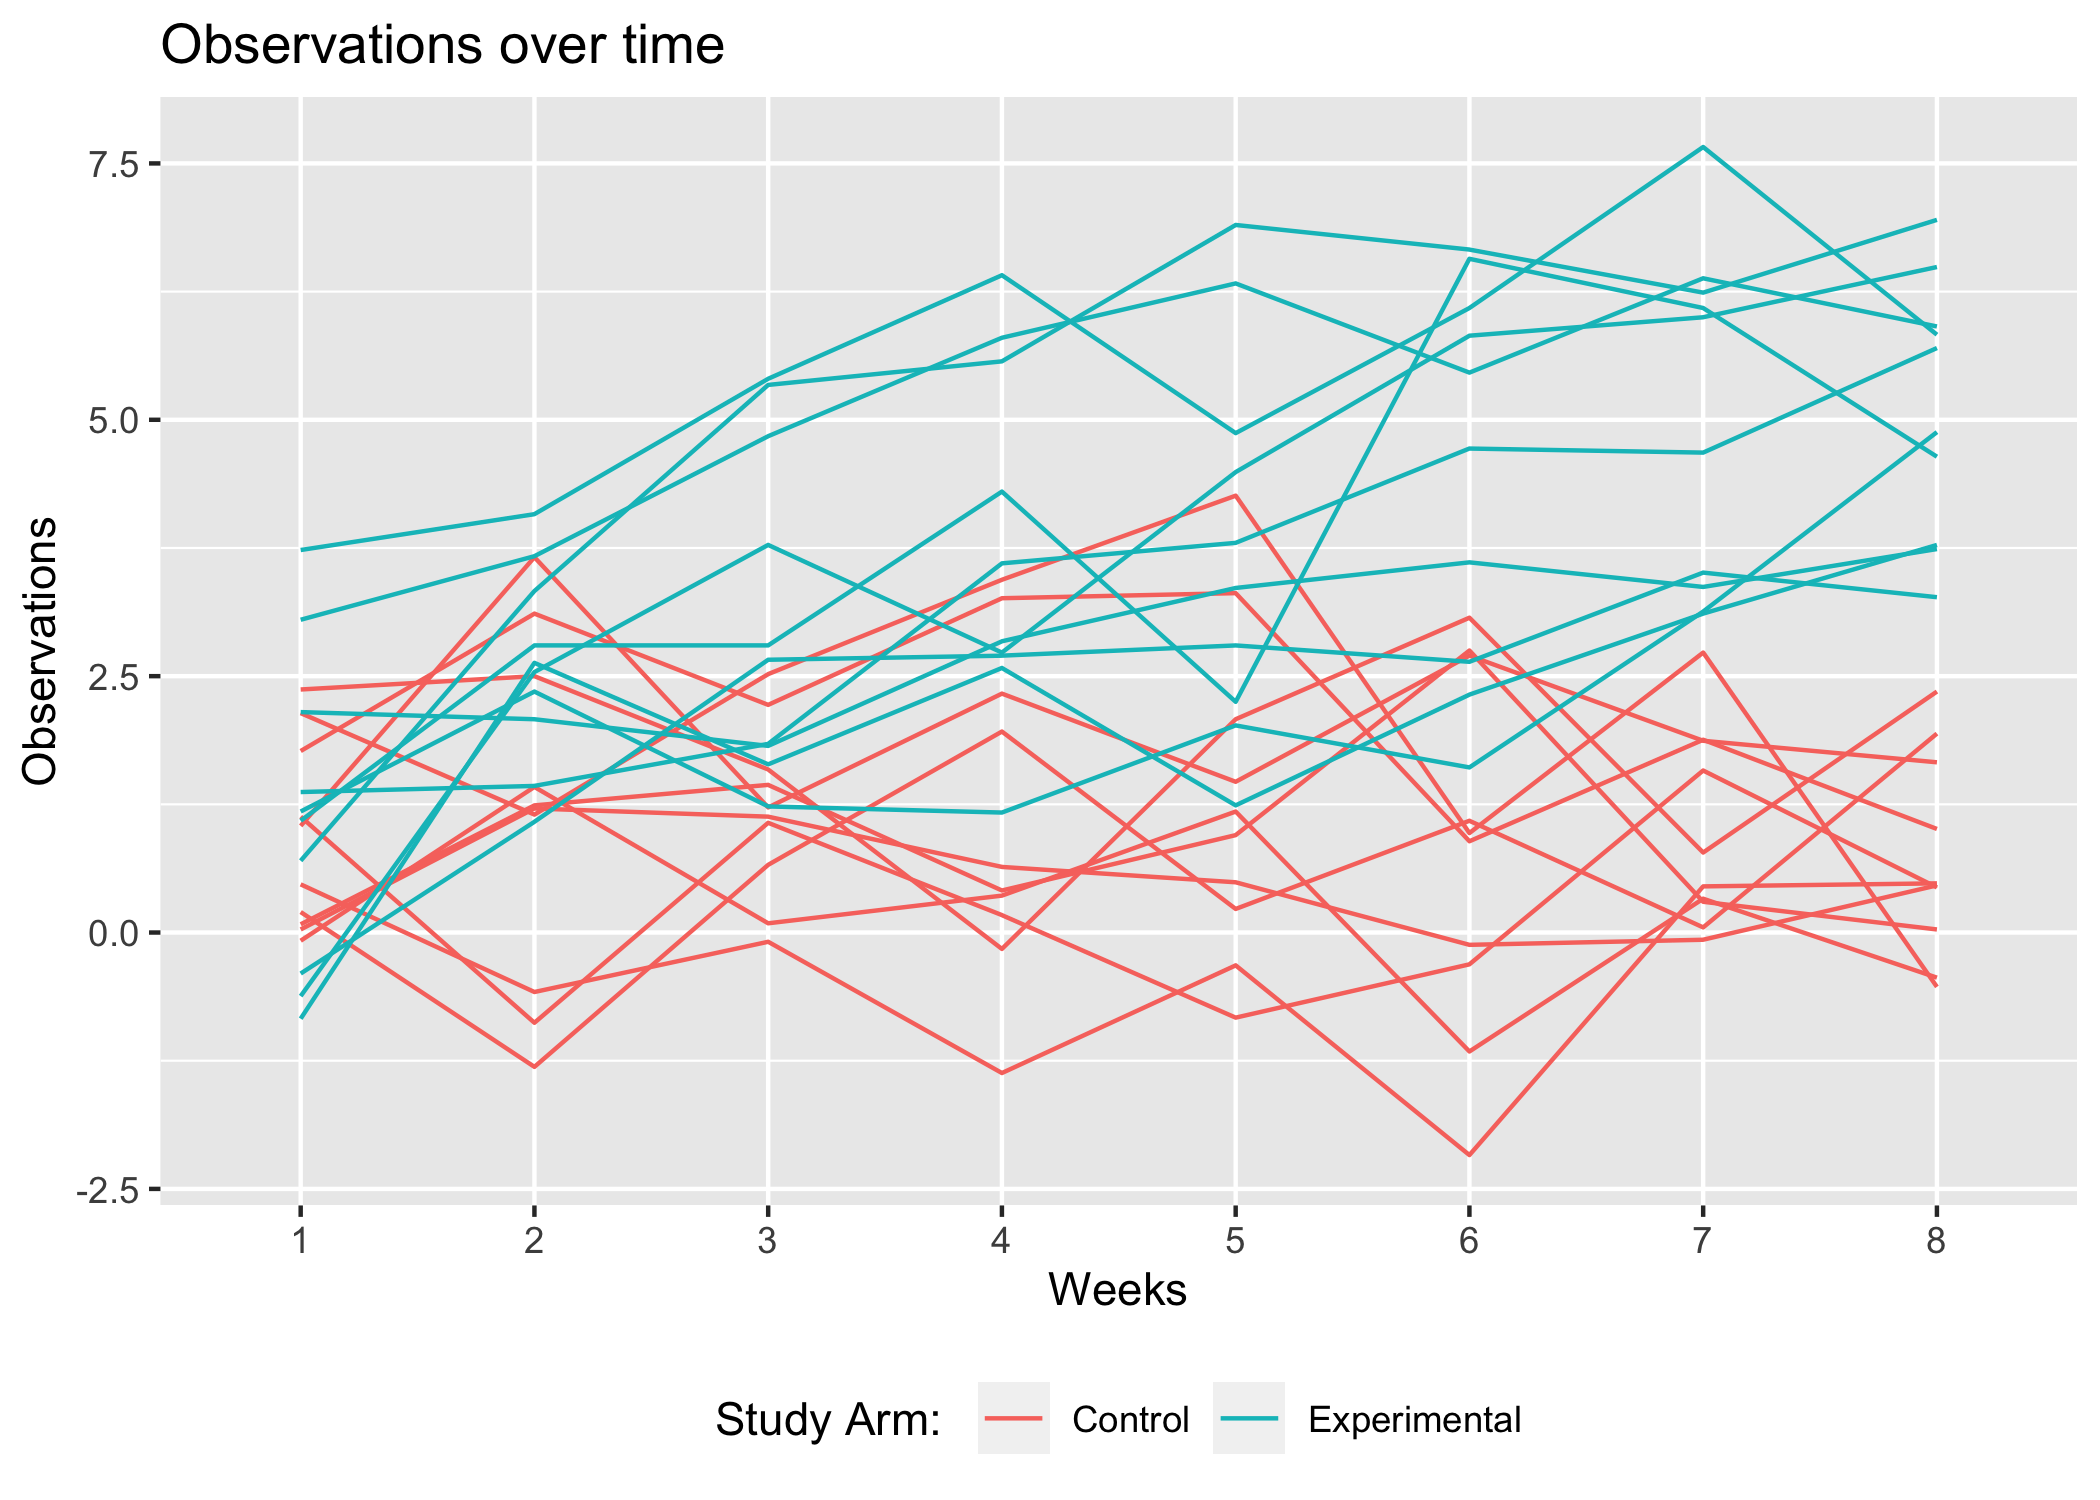 Observations over time
Observations
7.5
5.0
2.5
0.0
-2.5
1 2 3 4 5 6 7 8
Weeks
Study Arm: Control Experimental